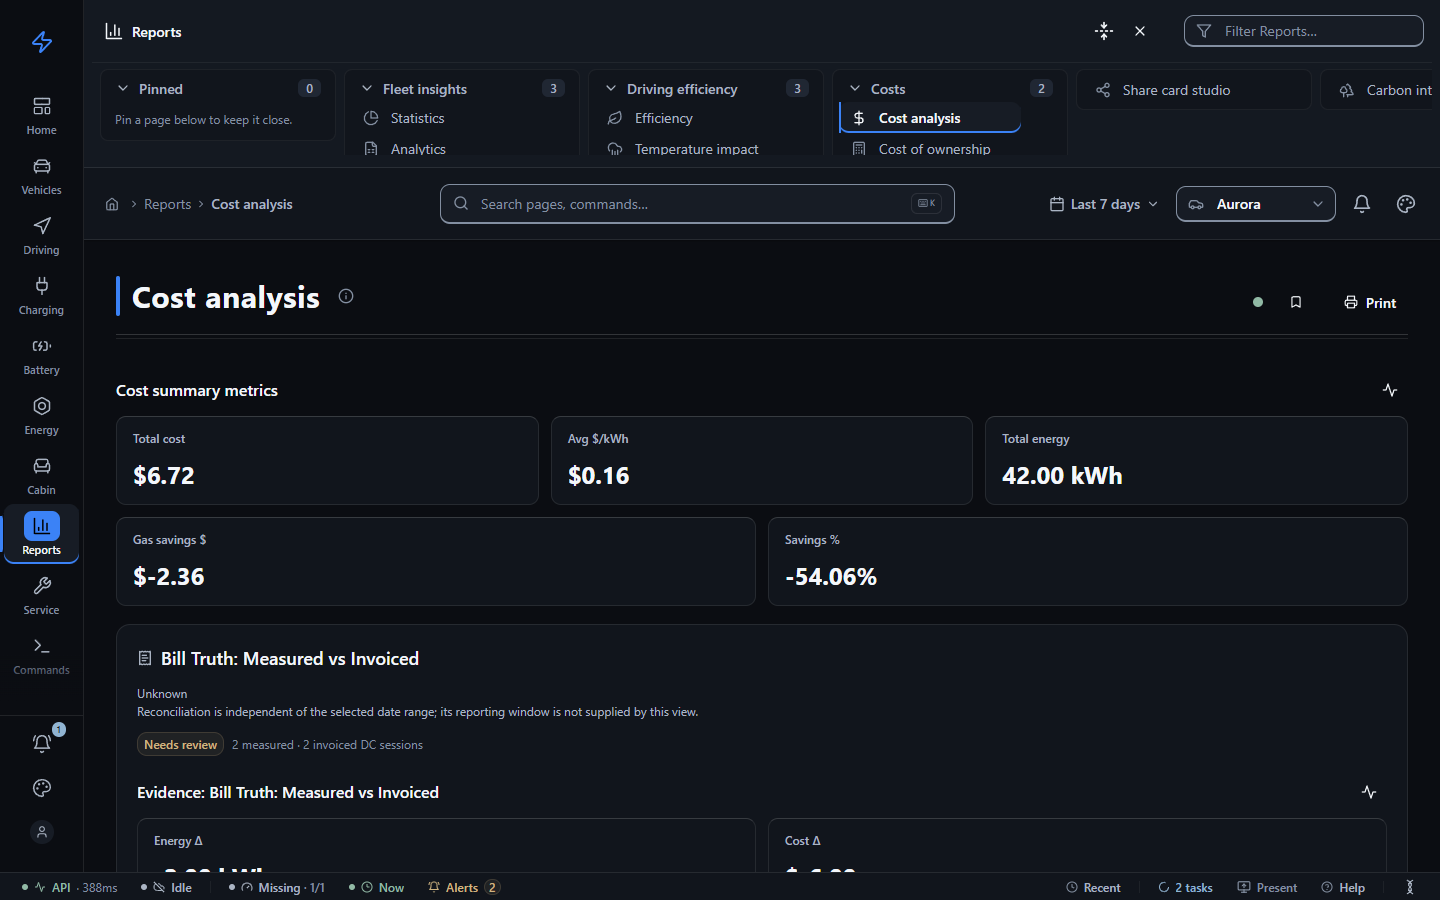 Reports
Filter Reports...
Pinned 0
Pin a page below to keep it close.
Fleet insights 3
Statistics
Analytics
Driving efficiency 3
Efficiency
Temperature impact
Costs 2
Cost analysis
Cost of ownership
Share card studio
Carbon int
Home
Vehicles
Driving
Charging
Battery
Energy
Cabin
Reports
Service
Commands
1
Reports > Cost analysis
Search pages, commands...
K
Last 7 days
Aurora
Cost analysis
Print
Cost summary metrics
Total cost
$6.72
Avg $/kWh
$0.16
Total energy
42.00 kWh
Gas savings $
$-2.36
Savings %
-54.06%
Bill Truth: Measured vs Invoiced
Unknown
Reconciliation is independent of the selected date range; its reporting window is not supplied by this view.
Needs review 2 measured · 2 invoiced DC sessions
Evidence: Bill Truth: Measured vs Invoiced
Energy Δ
Cost Δ
API · 388ms
Idle
Missing · 1/1
Now
Alerts 2
Recent
2 tasks
Present
Help